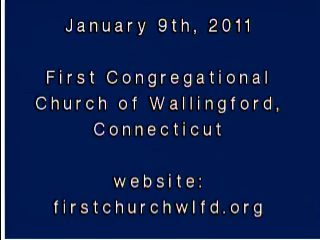 January 9th, 2011
First Congregational
Church of Wallingford,
Connecticut
website:
firstchurchwlfd.org